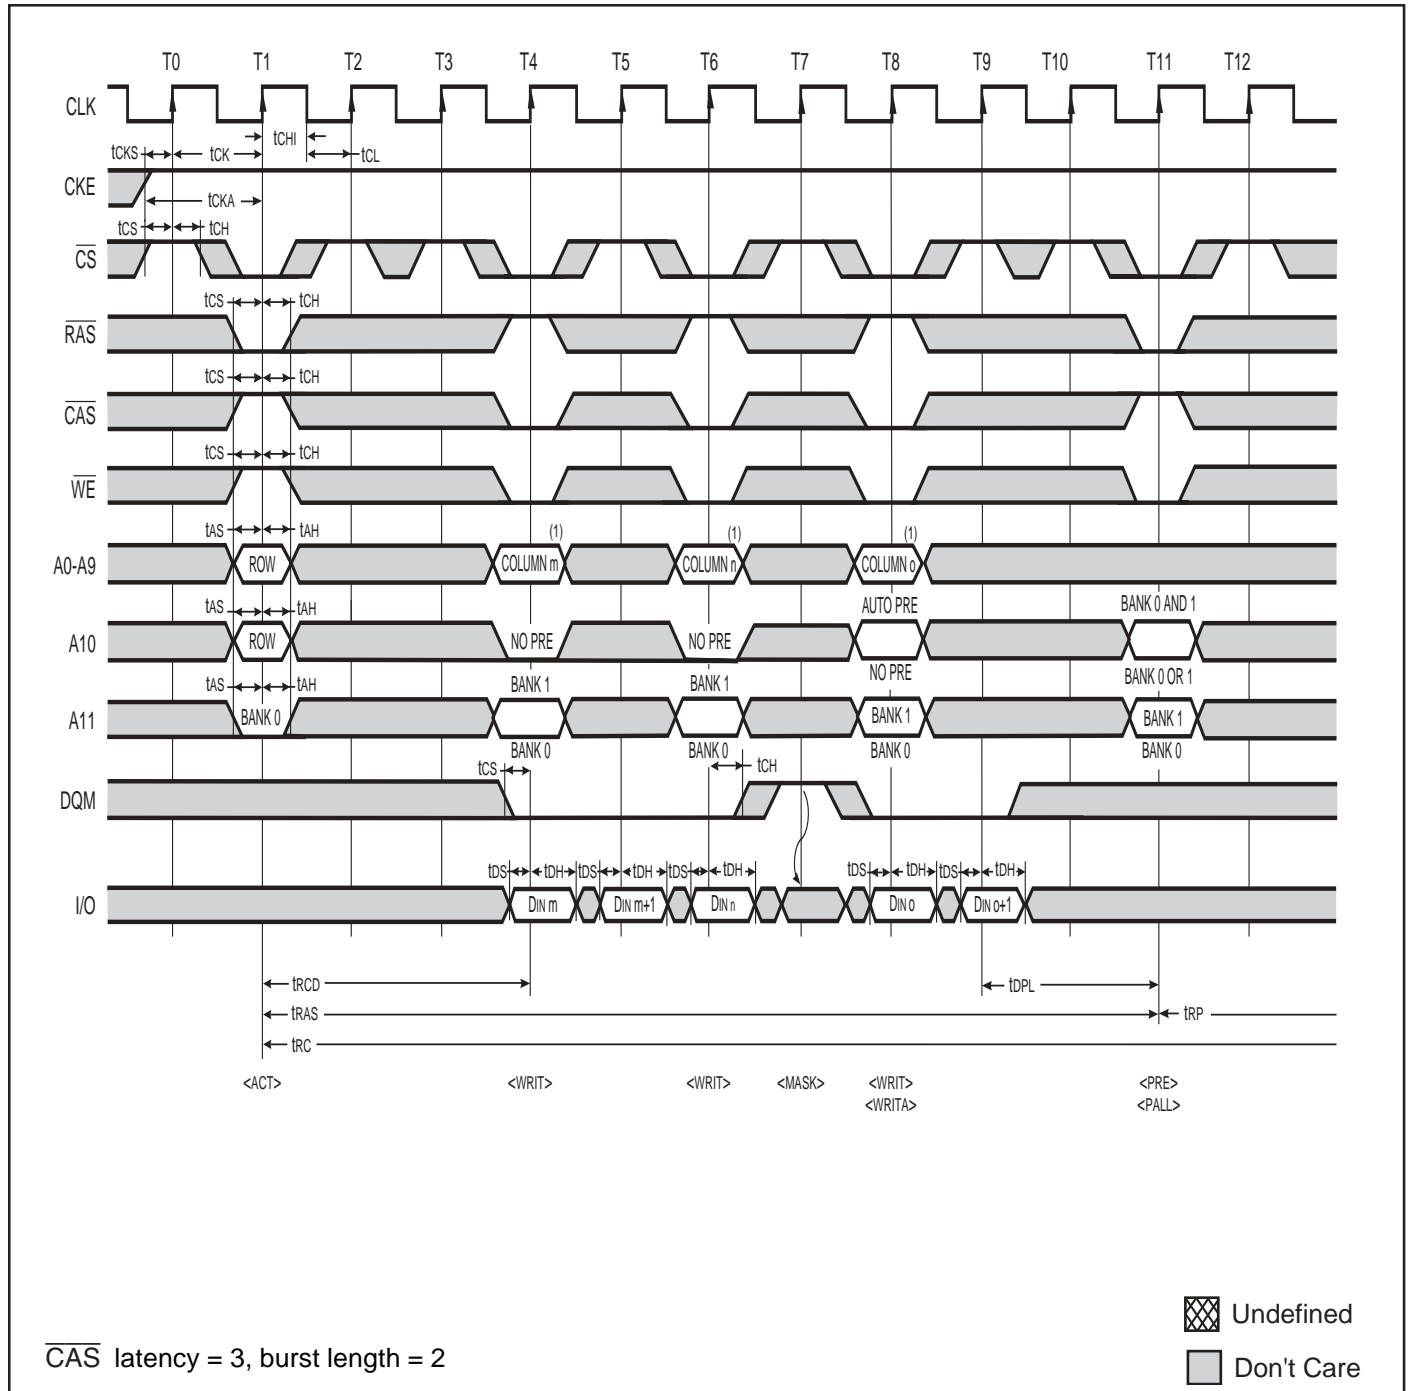 T0 T1 T2 T3 T4 T5 T6 T7 T8 T9 T10 T11 T12
CLK
tCHI
tCKS tCK tCL
CKE
tCKA
tCS tCH
CS
tCS tCH
RAS
tCS tCH
CAS
tCS tCH
WE
tAS tAH (1) (1) (1)
A0-A9 ROW COLUMN m COLUMN n COLUMN o
tAS tAH AUTO PRE BANK 0 AND 1
A10 ROW NO PRE NO PRE
NO PRE BANK 0 OR 1
tAS tAH BANK 1 BANK 1
A11 BANK 0 BANK 1 BANK 1
BANK 0 BANK 0 BANK 0 BANK 0
tCS tCH
DQM
tDS tDH tDS tDH tDS tDH tDS tDH tDS tDH
I/O DIN m DIN m+1 DIN n DIN o DIN o+1
tRCD tDPL
tRAS tRP
tRC
<ACT> <WRIT> <WRIT> <MASK> <WRIT> <PRE>
<WRITA> <PALL>
Undefined
CAS latency = 3, burst length = 2
Don't Care